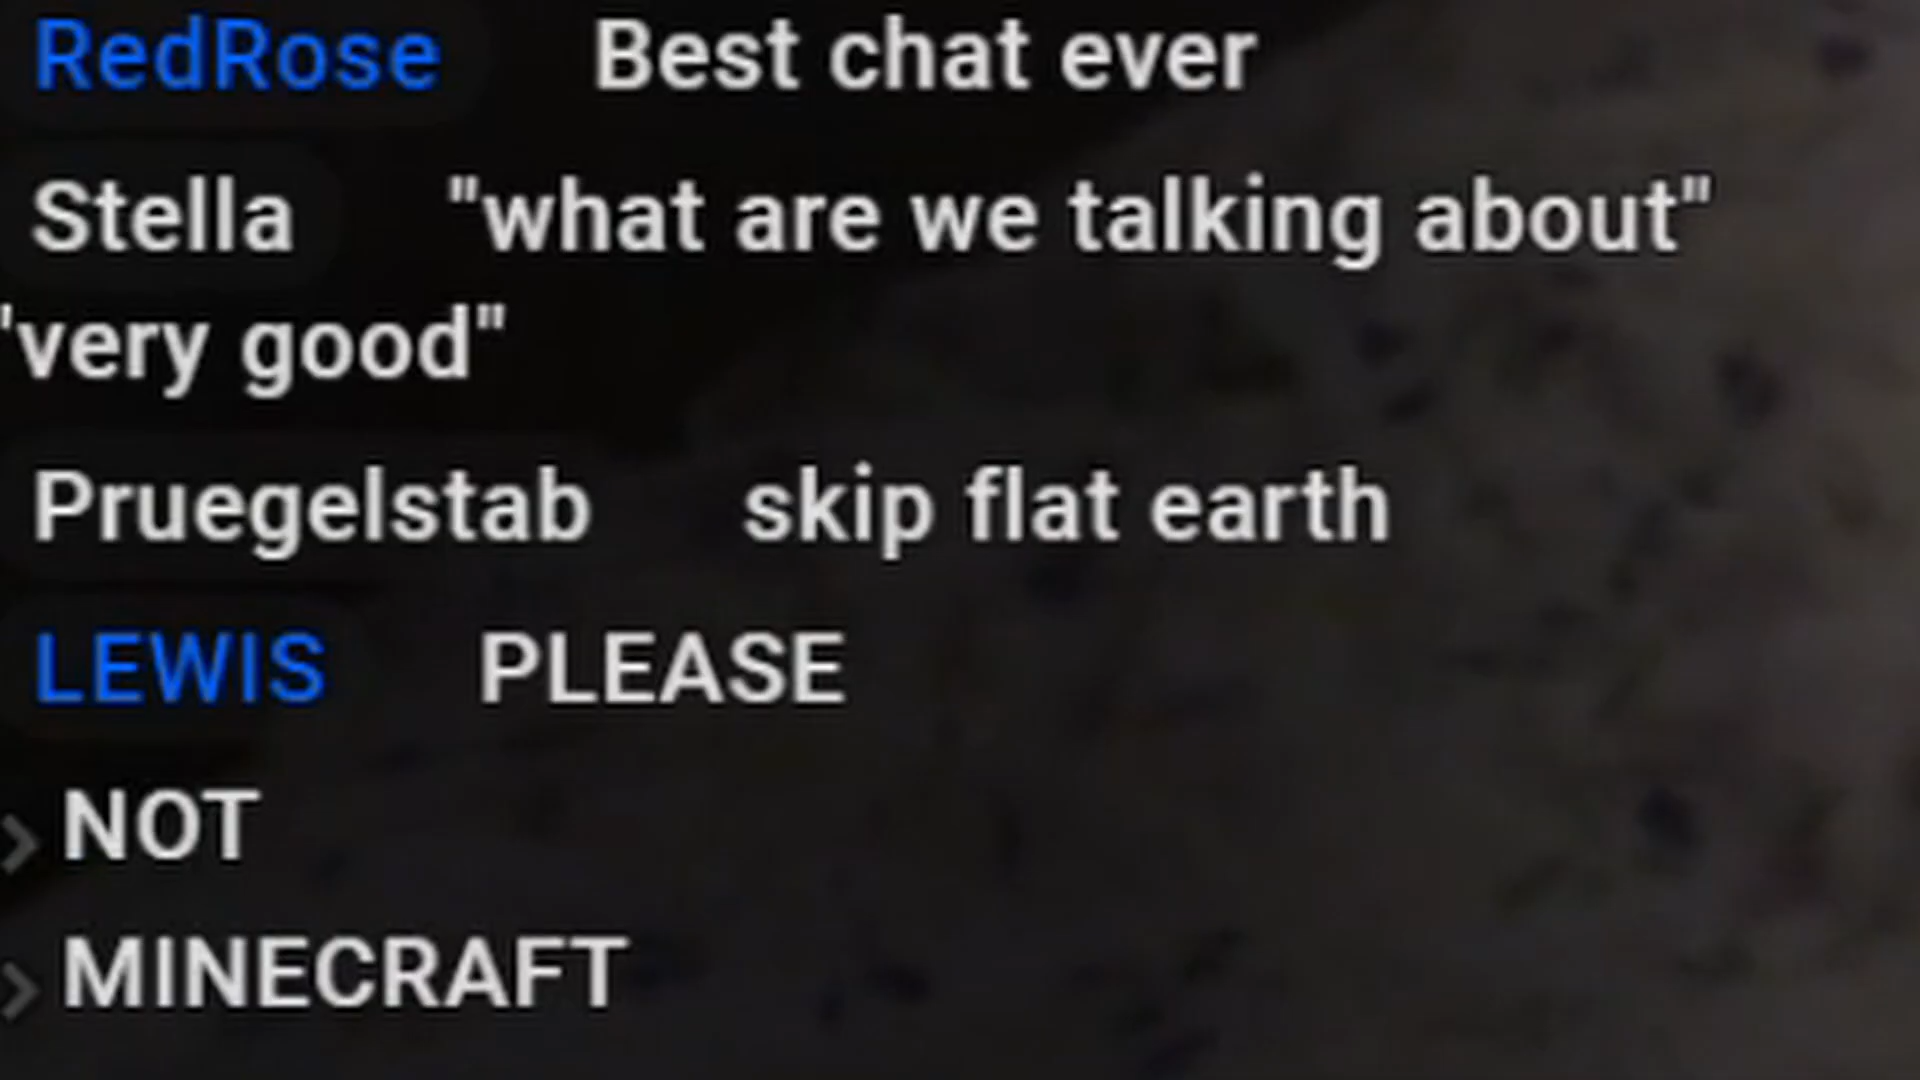 RedRose Best chat ever
Stella "what are we talking about"
"very good"
Pruegelstab skip flat earth
LEWIS PLEASE
> NOT
> MINECRAFT